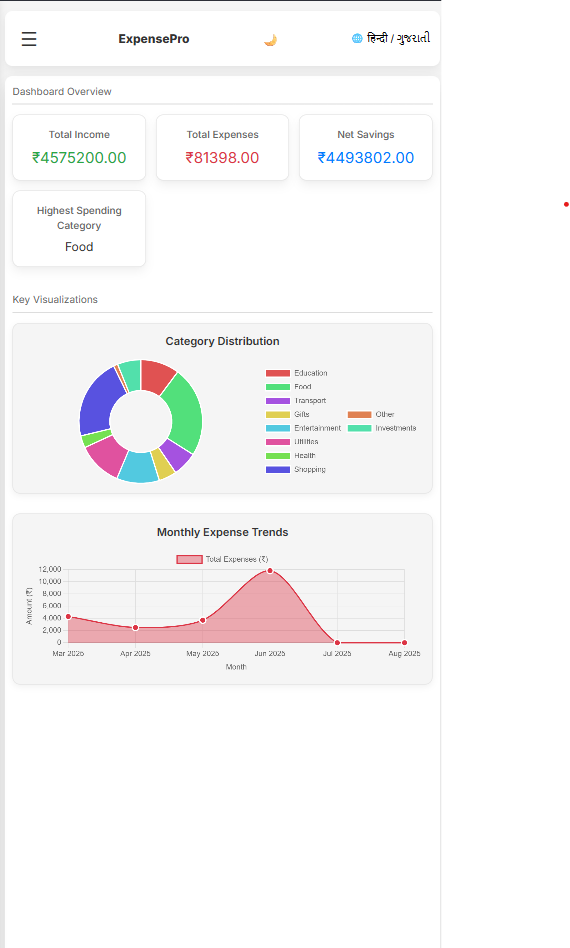 ExpensePro
हिन्दी / ગુજરાતી
Dashboard Overview
Total Income
₹4575200.00
Total Expenses
₹81398.00
Net Savings
₹4493802.00
Highest Spending
Category
Food
Key Visualizations
Category Distribution
Education
Food
Transport
Gifts
Entertainment
Utilities
Health
Shopping
Other
Investments
Monthly Expense Trends
Total Expenses (₹)
Amount (₹)
12,000
10,000
8,000
6,000
4,000
2,000
0
Mar 2025 Apr 2025 May 2025 Jun 2025 Jul 2025 Aug 2025
Month